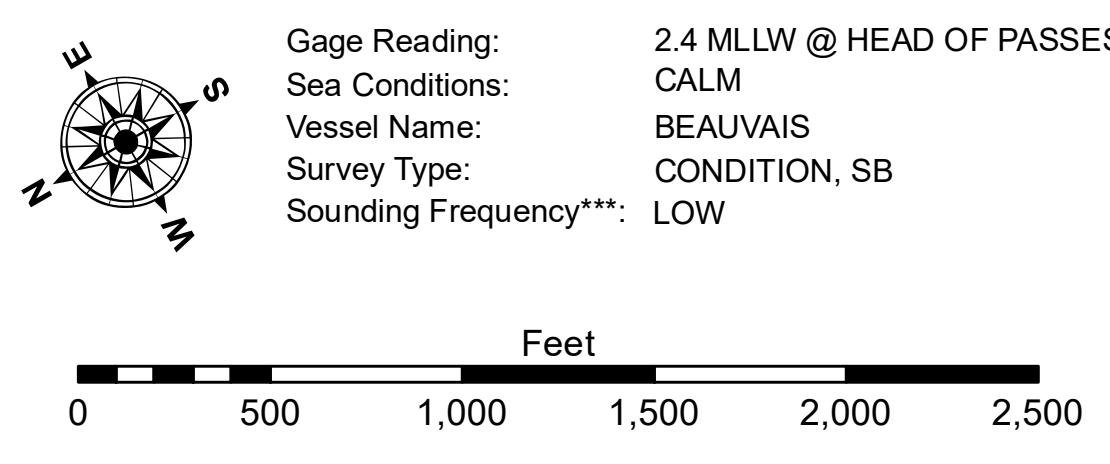 E
S
N
W
Gage Reading: 2.4 MLLW @ HEAD OF PASSES
Sea Conditions: CALM
Vessel Name: BEAUVAIS
Survey Type: CONDITION, SB
Sounding Frequency***: LOW
Feet
0 500 1,000 1,500 2,000 2,500